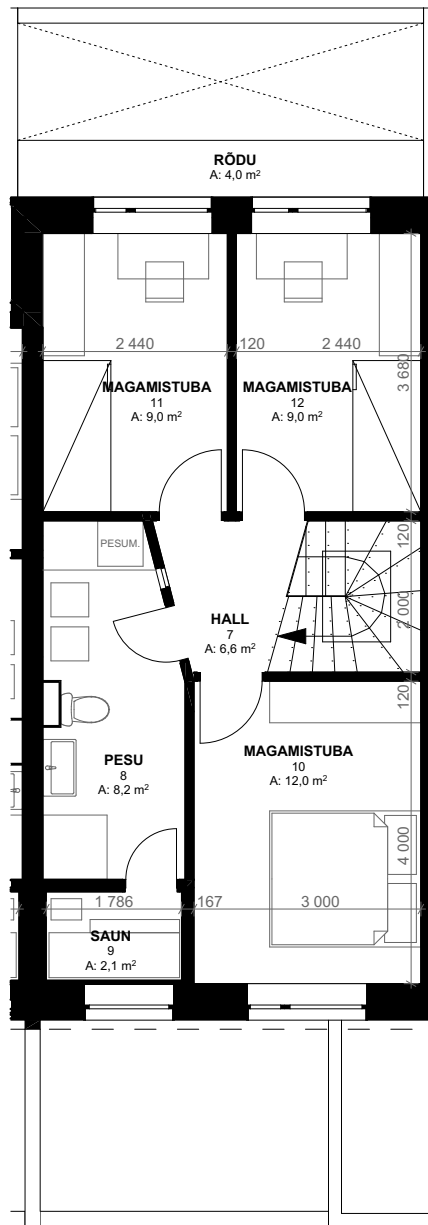 RÕDU
A: 4,0 m²
2 440
120
2 440
3 680
MAGAMISTUBA
11
A: 9,0 m²
MAGAMISTUBA
12
A: 9,0 m²
PESUM.
120
2 000
HALL
7
A: 6,6 m²
120
MAGAMISTUBA
10
A: 12,0 m²
PESU
8
A: 8,2 m²
4 000
1 786
167
3 000
SAUN
9
A: 2,1 m²